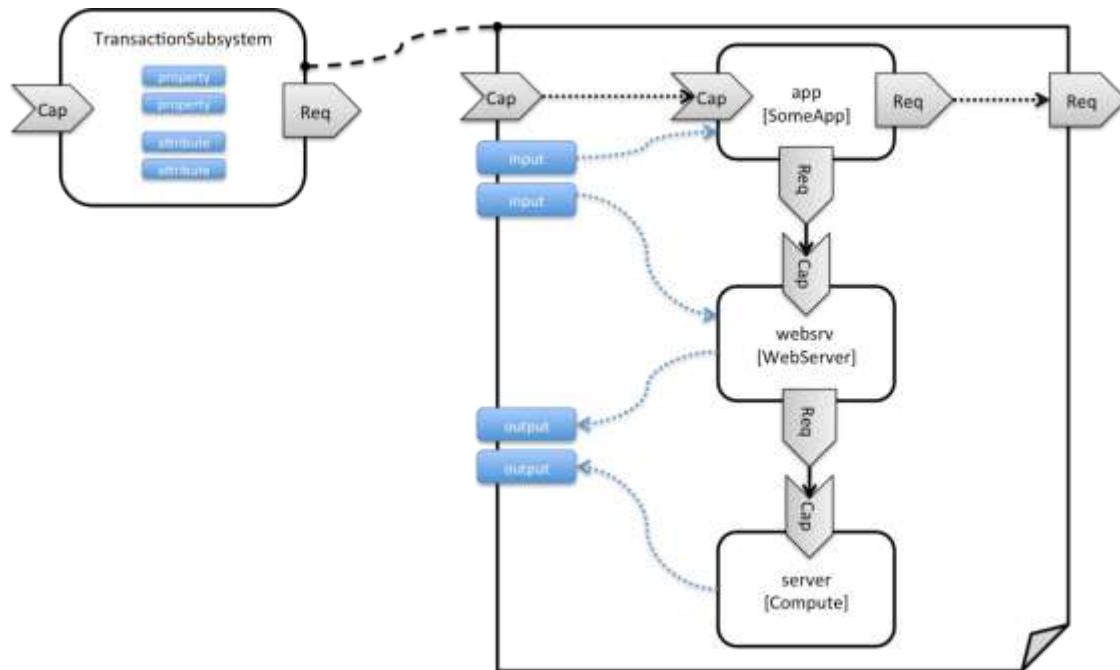 TransactionSubsystem
property
property
attribute
attribute
Cap
Req
Cap
Cap
app
[SomeApp]
Req
Req
input
input
Req
Cap
websrv
[WebServer]
Req
output
output
Cap
server
[Compute]